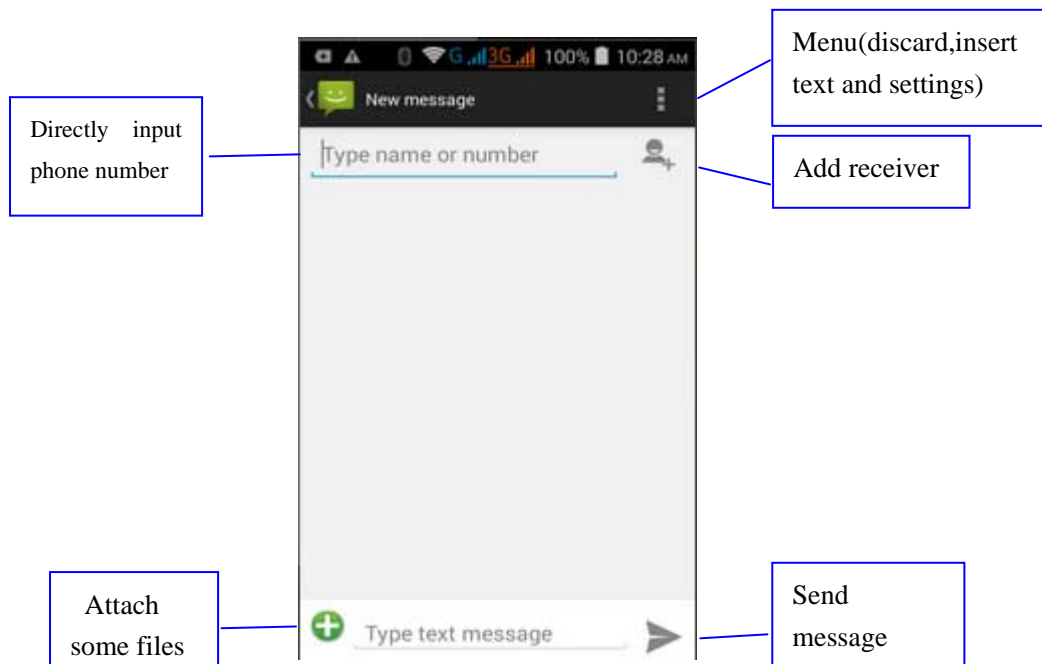 G 3G 100% 10:28 AM
New message
Menu(discard,insert
text and settings)
Directly input
phone number
Type name or number
Add receiver
Attach
some files
Type text message
Send
message